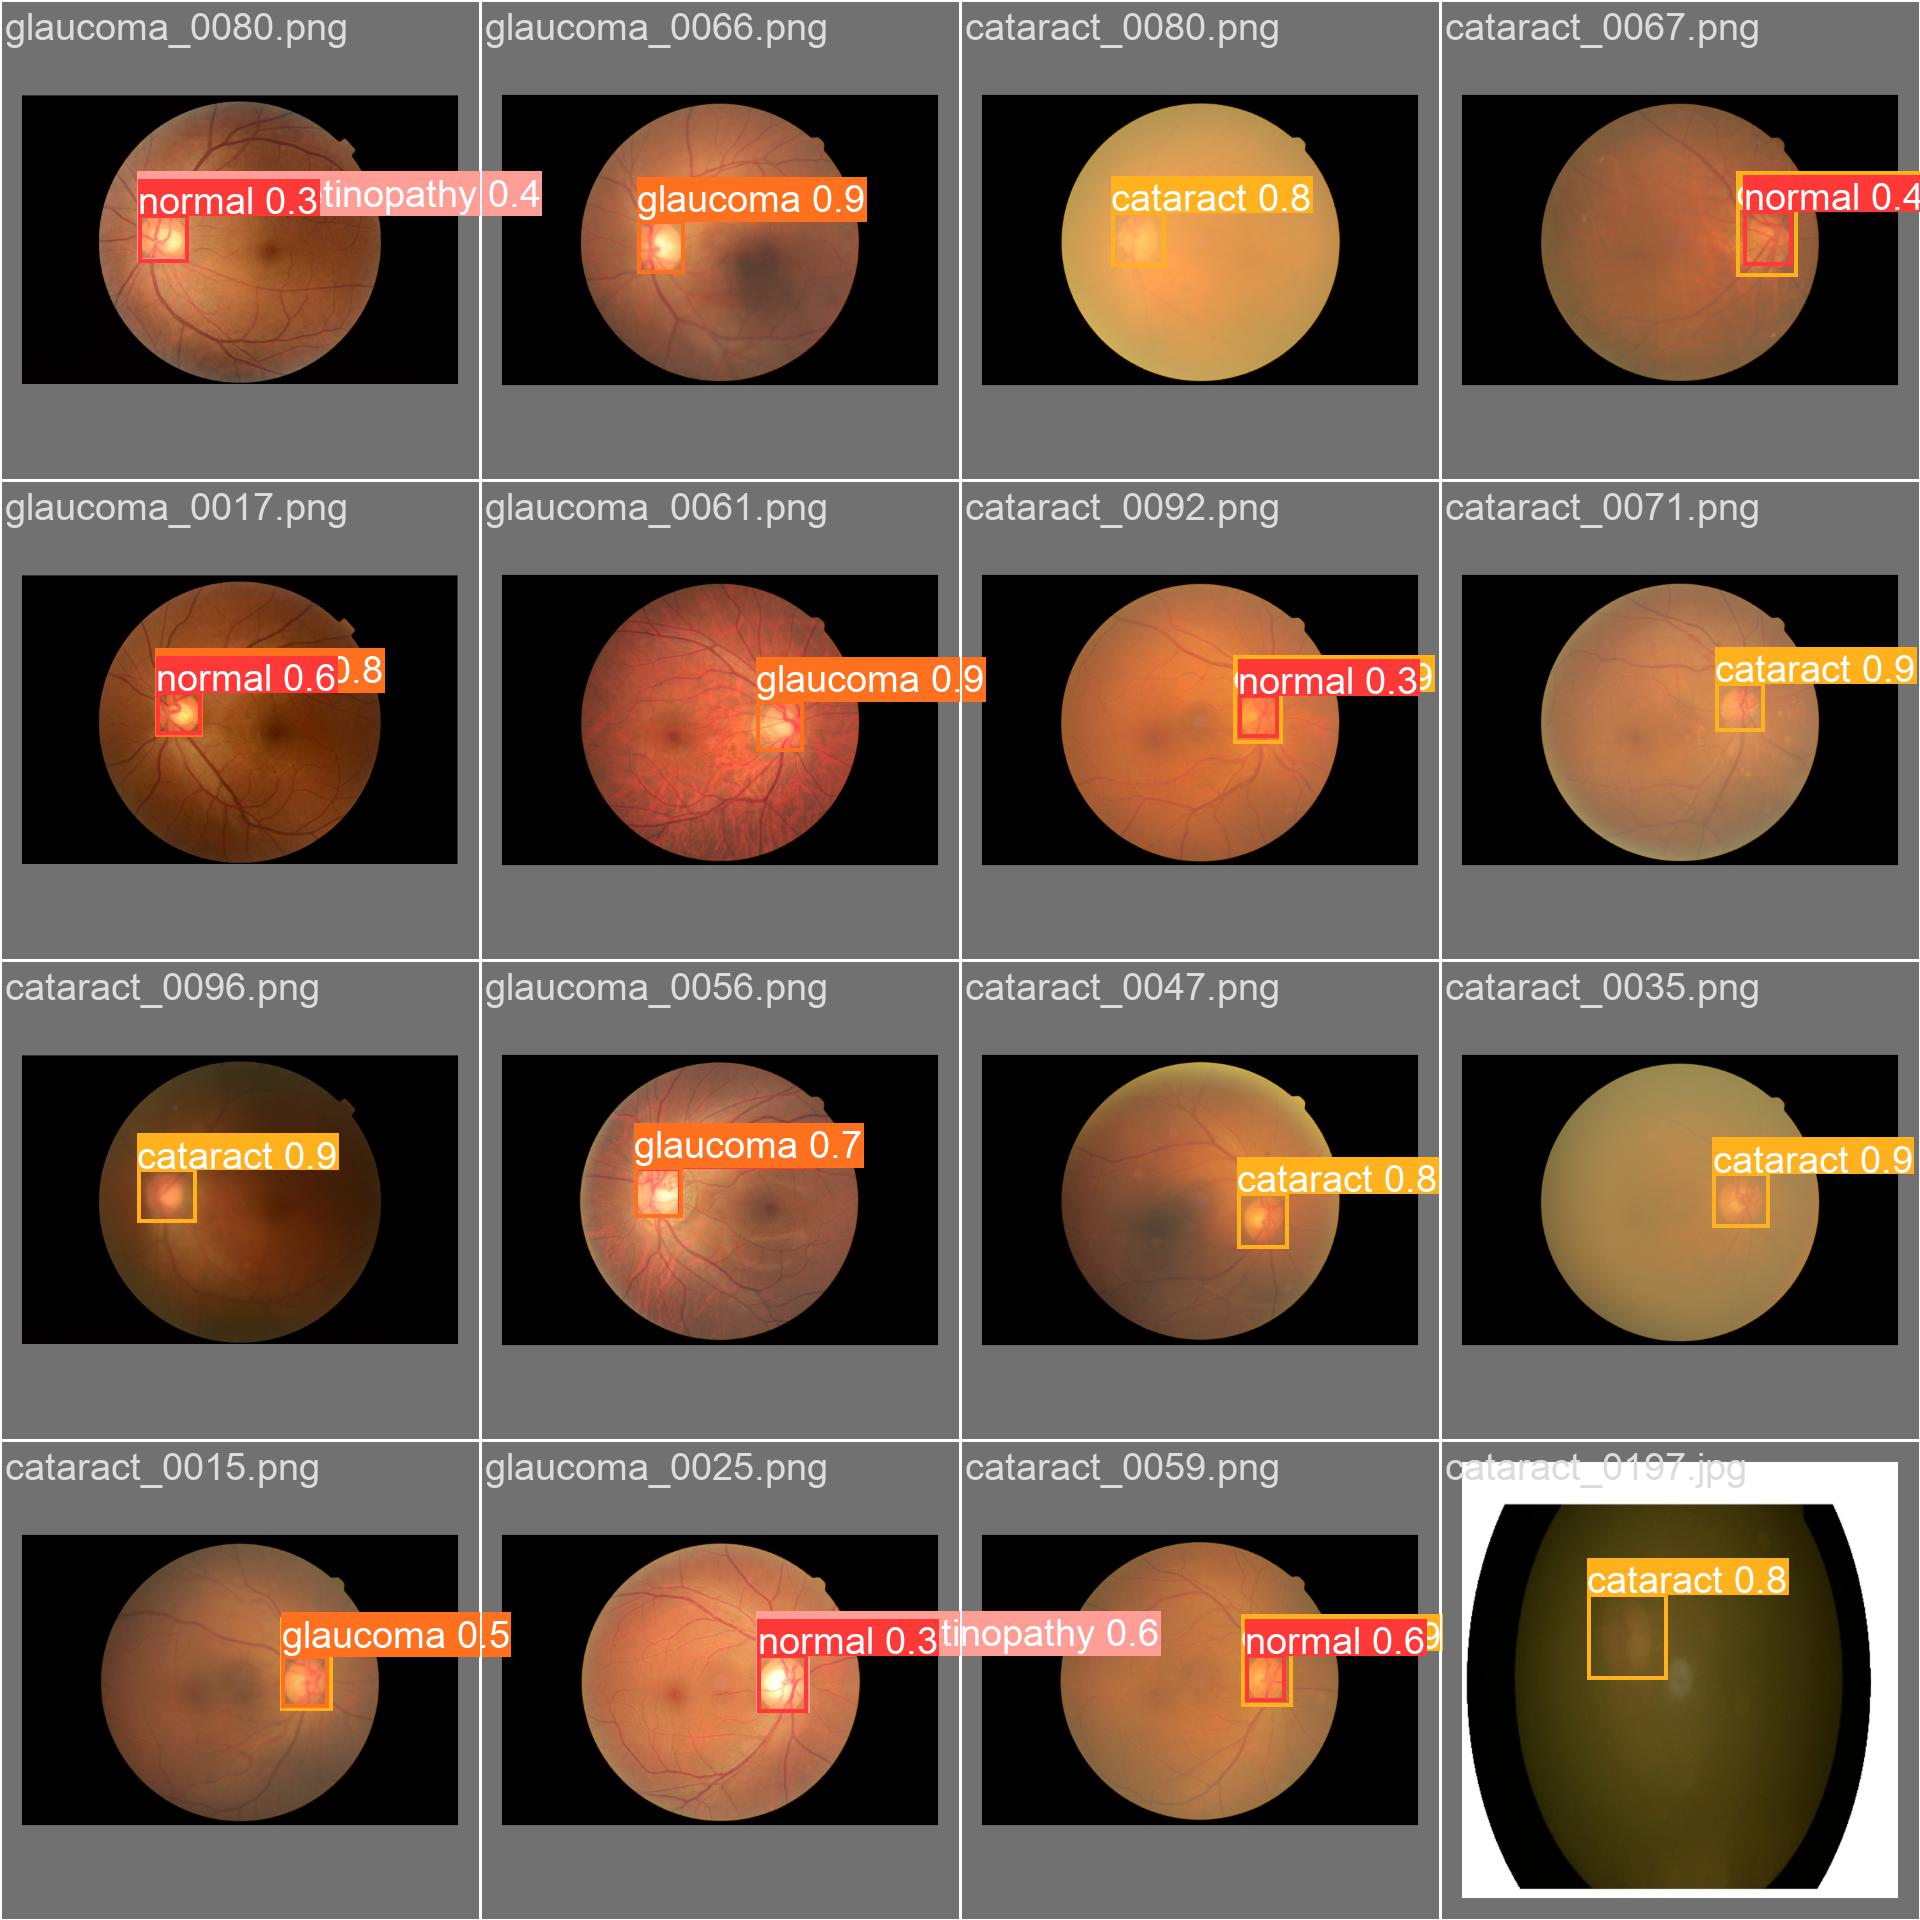 glaucoma_0080.png
normal 0.3 tinopathy 0.4
glaucoma_0066.png
glaucoma 0.9
cataract_0080.png
cataract 0.8
cataract_0067.png
normal 0.4
glaucoma_0017.png
normal 0.6 0.8
glaucoma_0061.png
glaucoma 0.9
cataract_0092.png
normal 0.3 9
cataract_0071.png
cataract 0.9
cataract_0096.png
cataract 0.9
glaucoma_0056.png
glaucoma 0.7
cataract_0047.png
cataract 0.8
cataract_0035.png
cataract 0.9
cataract_0015.png
glaucoma 0.5
glaucoma_0025.png
normal 0.3 tinopathy 0.6
cataract_0059.png
normal 0.6 9
cataract_0197.jpg
cataract 0.8